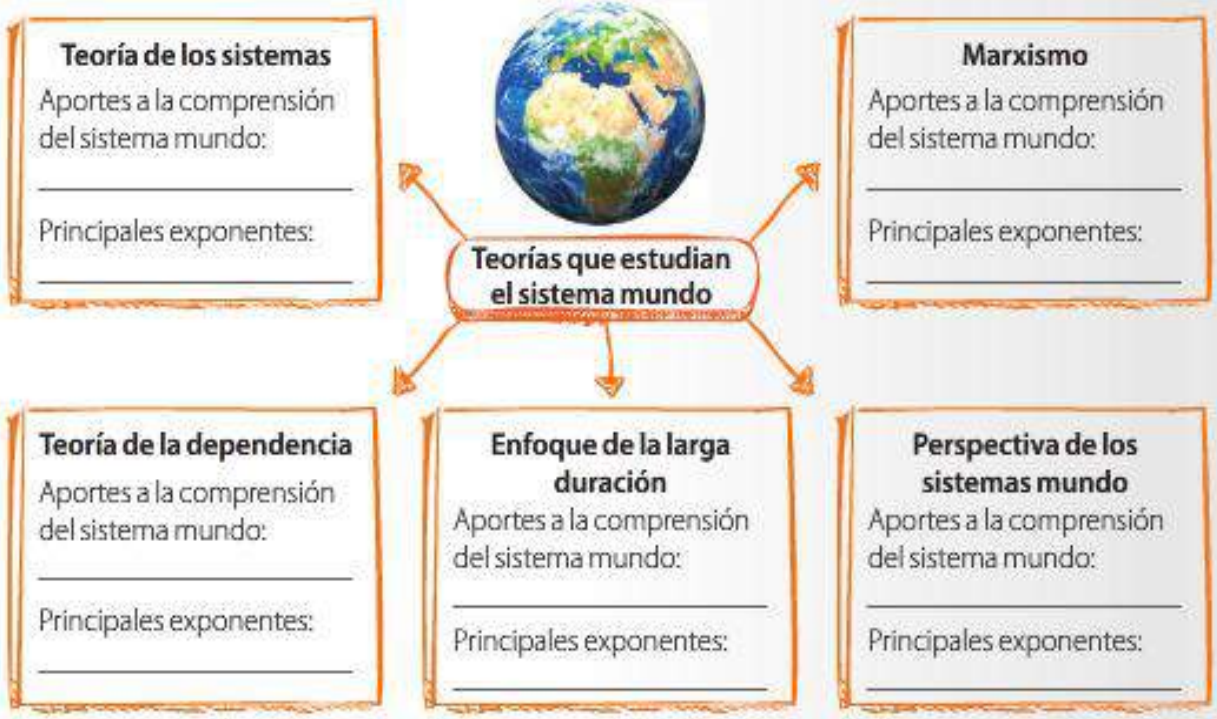 Teoría de los sistemas
Aportes a la comprensión
del sistema mundo:
Principales exponentes:
Marxismo
Aportes a la comprensión
del sistema mundo:
Principales exponentes:
Teorías que estudian
el sistema mundo
Teoría de la dependencia
Aportes a la comprensión
del sistema mundo:
Principales exponentes:
Enfoque de la larga
duración
Aportes a la comprensión
del sistema mundo:
Principales exponentes:
Perspectiva de los
sistemas mundo
Aportes a la comprensión
del sistema mundo:
Principales exponentes: